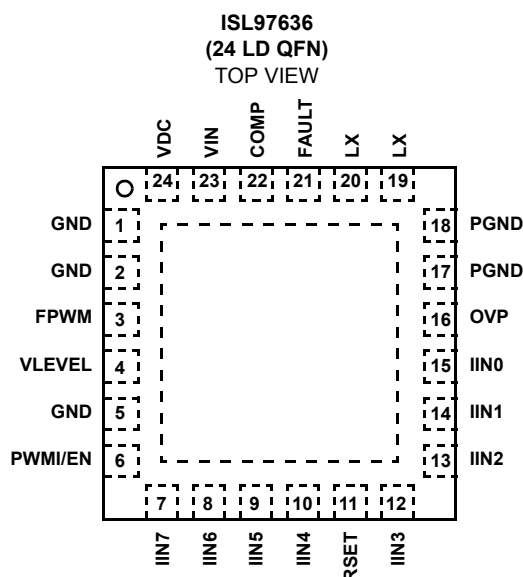 ISL97636
(24 LD QFN)
TOP VIEW
VDC
VIN
COMP
FAULT
LX
LX
24
23
22
21
20
19
GND
1
18
PGND
GND
2
17
PGND
FPWM
3
16
OVP
VLEVEL
4
15
IIN0
GND
5
14
IIN1
PWMI/EN
6
13
IIN2
7
8
9
10
11
12
IIN7
IIN6
IIN5
IIN4
RSET
IIN3